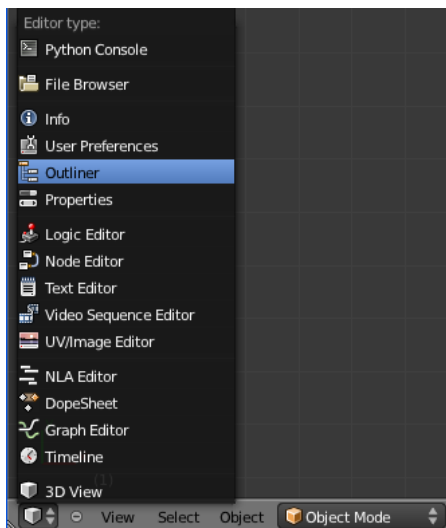 Editor type:
Python Console
File Browser
Info
User Preferences
Outliner
Properties
Logic Editor
Node Editor
Text Editor
Video Sequence Editor
UV/Image Editor
NLA Editor
DopeSheet
Graph Editor
Timeline
(1)
3D View
View Select Object Object Mode